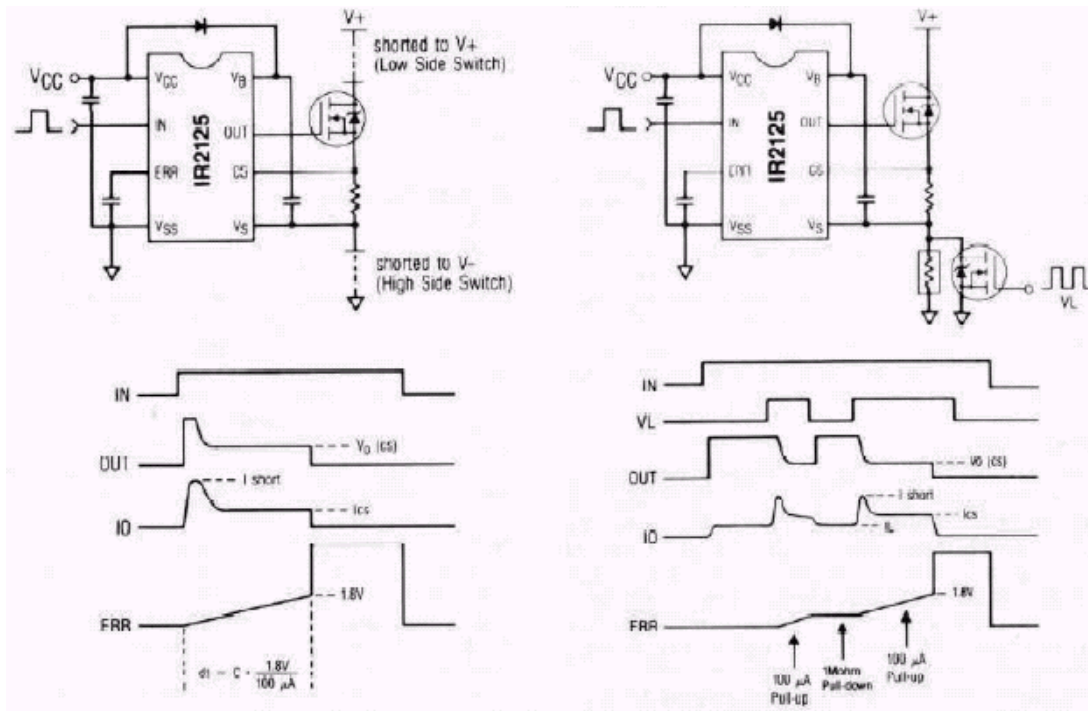 V+
shorted to V+
(Low Side Switch)
VCC
VCC
VB
IN
OUT
IR2125
ERR
CS
VSS
VS
shorted to V-
(High Side Switch)
V+
VCC
VCC
VB
IN
OUT
IR2125
CS
VSS
VS
VL
IN
OUT
VO (cs)
I short
IO
Ics
ERR
1.8V
dt = C · 1.8V
100 µA
IN
VL
OUT
VO (cs)
I short
Ics
IO
IL
1.8V
ERR
100 µA
Pull-up
1Mohm
Pull-down
100 µA
Pull-up